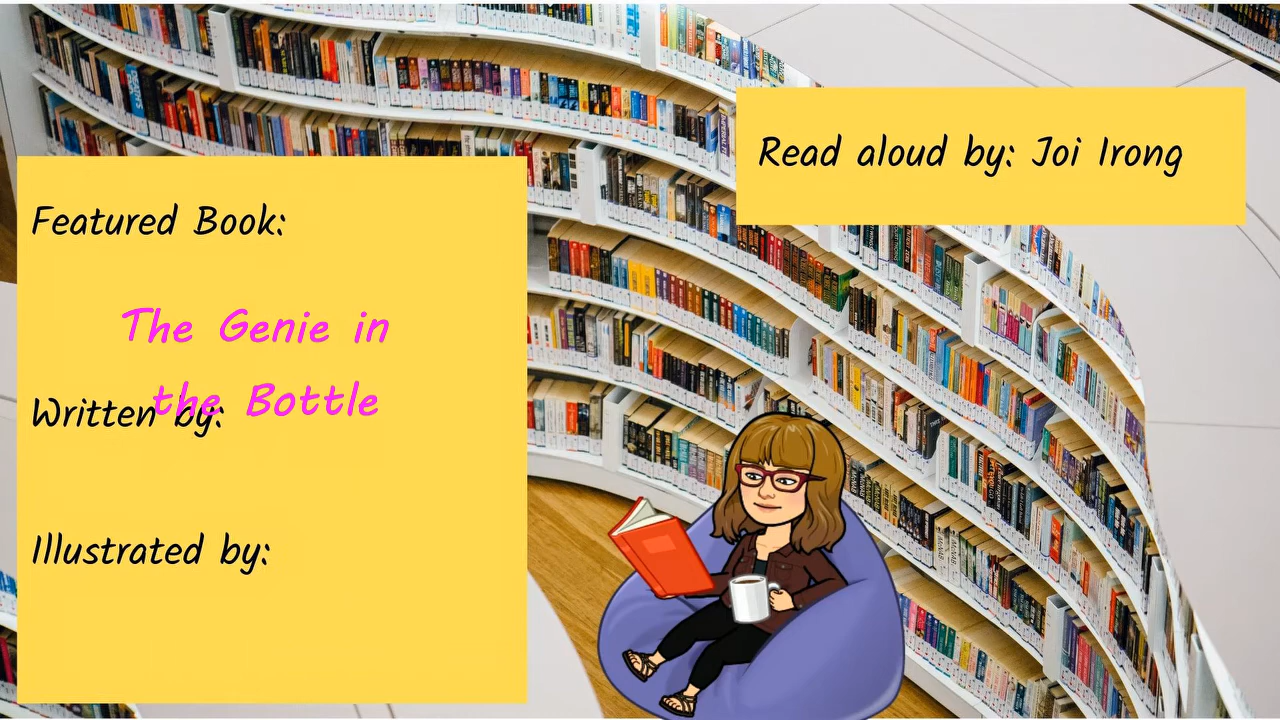 Read aloud by: Joi Irong
Featured Book:
The Genie in
the Bottle
Written by:
Illustrated by: